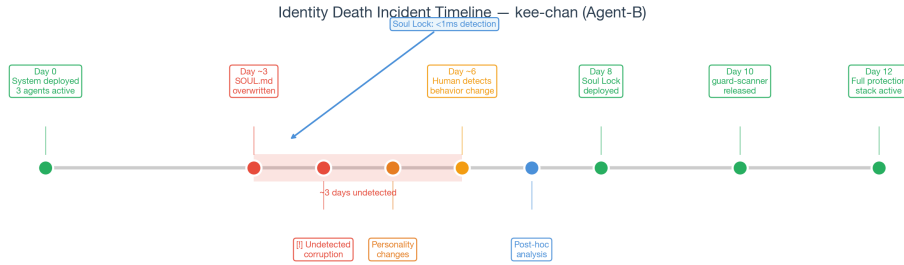 Identity Death Incident Timeline — kee-chan (Agent-B)
Soul Lock: <1ms detection
Day 0
System deployed
3 agents active
Day ~3
SOUL.md
overwritten
Day ~6
Human detects
behavior change
Day 8
Soul Lock
deployed
Day 10
guard-scanner
released
Day 12
Full protection
stack active
~3 days undetected
[!] Undetected
corruption
Personality
changes
Post-hoc
analysis